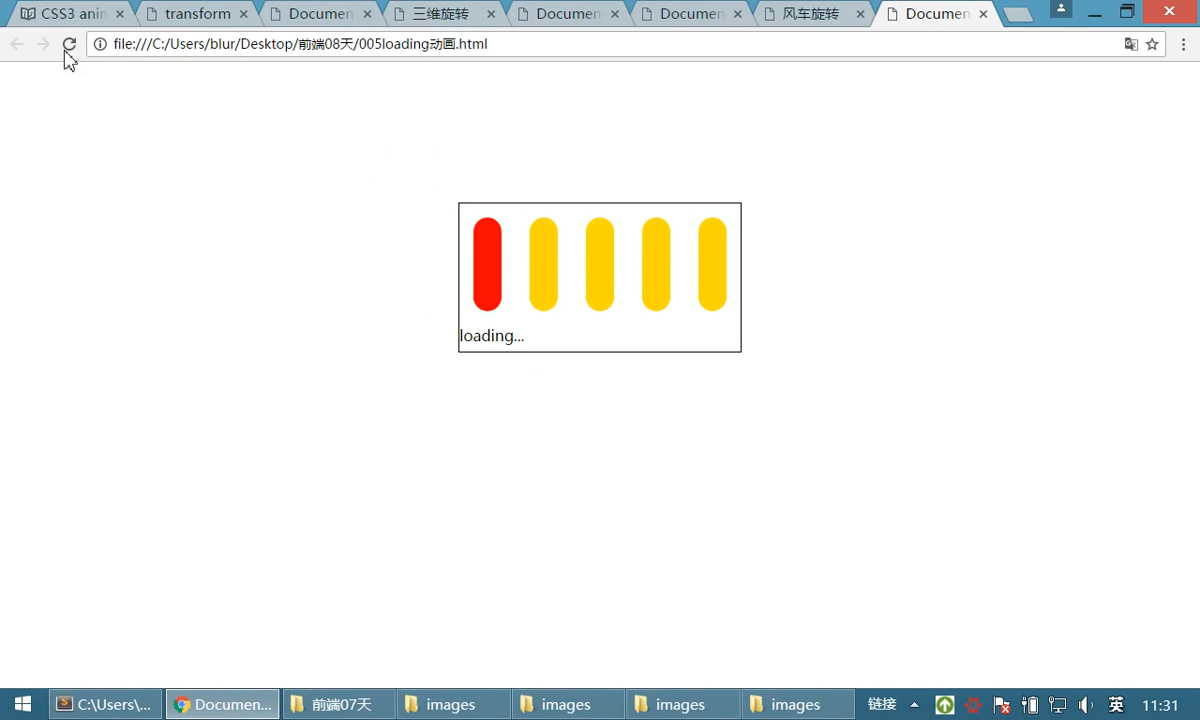 CSS3 anim
transform
Documen
三维旋转
Documen
Documen
风车旋转
Documen
file:///C:/Users/blur/Desktop/前端08天/005loading动画.html
loading...
C:\Users\...
Documen...
前端07天
images
images
images
images
链接
英
11:31